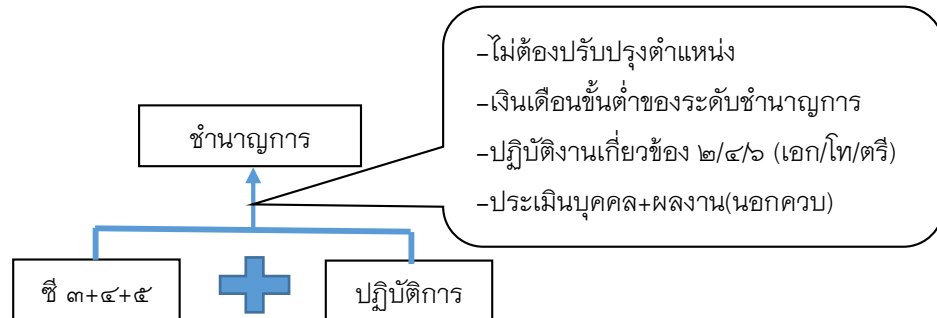 -ไม่ต้องปรับปรุงตำแหน่ง
-เงินเดือนขั้นต่ำของระดับชำนาญการ
-ปฏิบัติงานเกี่ยวข้อง ๒/๔/๖ (เอก/โท/ตรี)
-ประเมินบุคคล+ผลงาน(นอกควบ)
ชำนาญการ
ซี ๓+๔+๕
ปฏิบัติการ